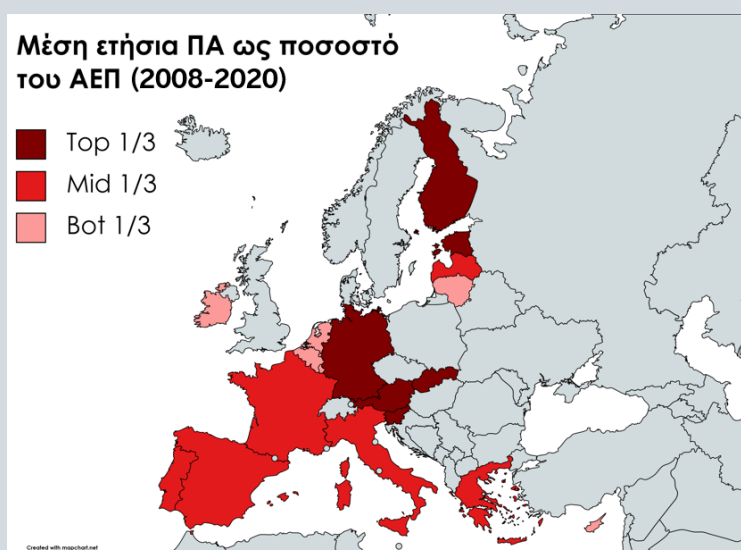 Μέση ετήσια ΠΑ ως ποσοστό
του ΑΕΠ (2008-2020)
Top 1/3
Mid 1/3
Bot 1/3
Created with mapchart.net